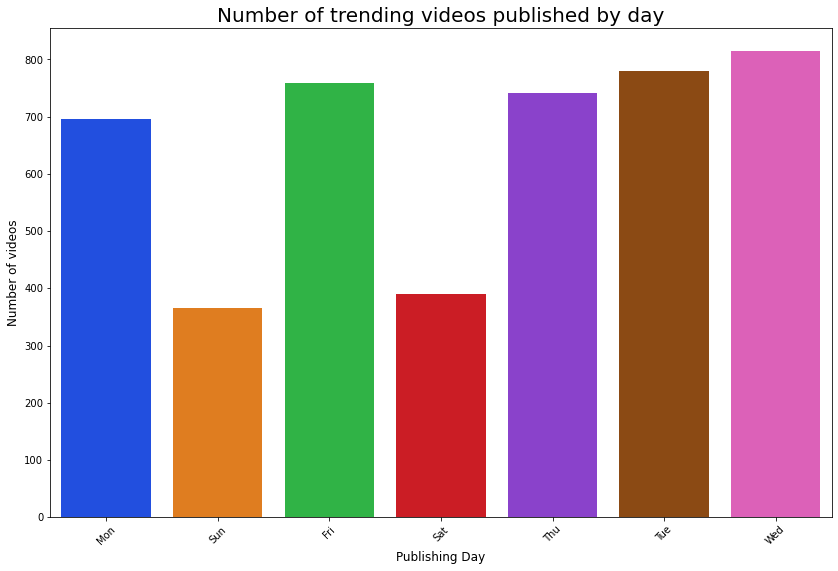 Number of trending videos published by day
Number of videos
800
700
600
500
400
300
200
100
0
Mon
Sun
Fri
Sat
Thu
Tue
Wed
Publishing Day